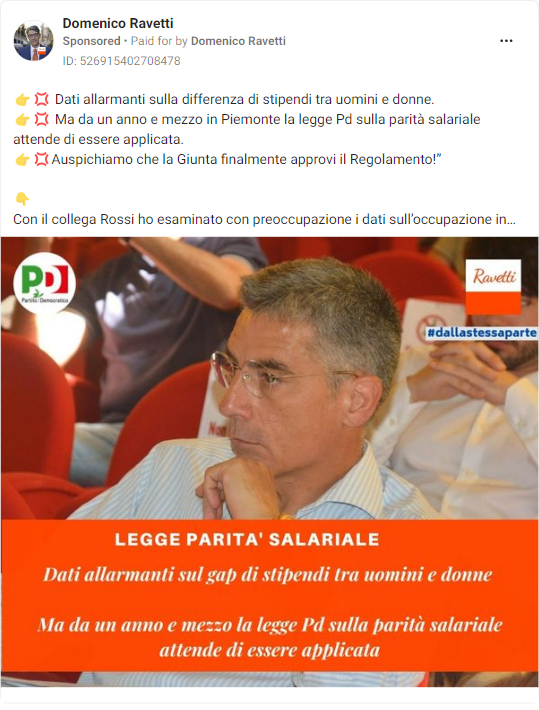 Domenico Ravetti
Sponsored • Paid for by Domenico Ravetti
ID: 526915402708478
👉 💢 Dati allarmanti sulla differenza di stipendi tra uomini e donne.
👉 💢 Ma da un anno e mezzo in Piemonte la legge Pd sulla parità salariale
attende di essere applicata.
👉 💢Auspichiamo che la Giunta finalmente approvi il Regolamento!”
👇
Con il collega Rossi ho esaminato con preoccupazione i dati sull’occupazione in...
PD
Partito Democratico
Ravetti
#dallastessaparte
LEGGE PARITA' SALARIALE
Dati allarmanti sul gap di stipendi tra uomini e donne
Ma da un anno e mezzo la legge Pd sulla parità salariale
attende di essere applicata